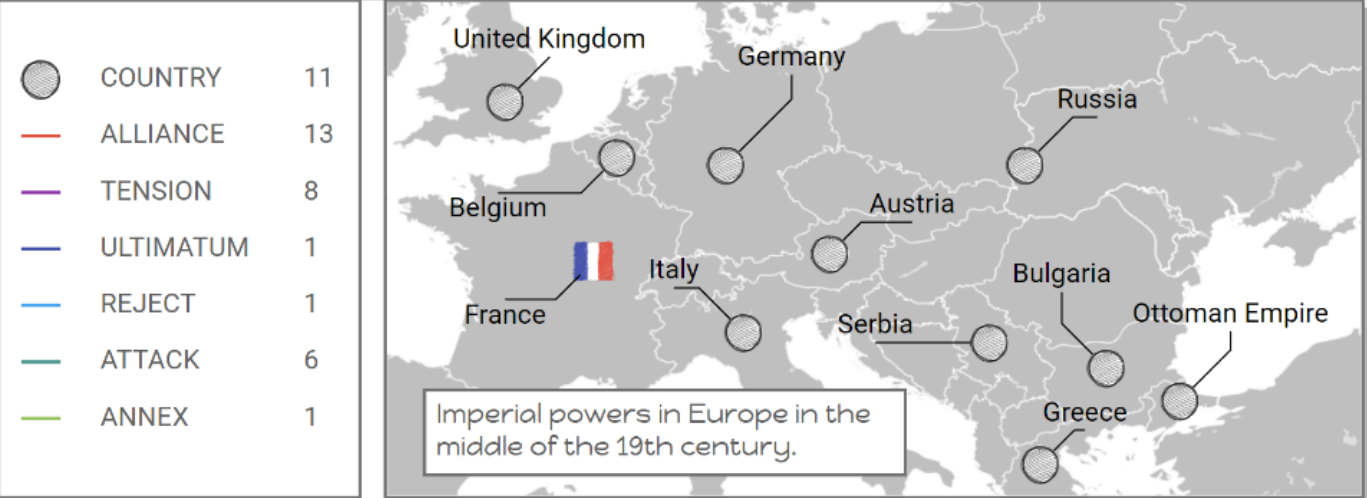 COUNTRY 11
ALLIANCE 13
TENSION 8
ULTIMATUM 1
REJECT 1
ATTACK 6
ANNEX 1
United Kingdom
Germany
Russia
Belgium
Austria
Italy
Bulgaria
France
Serbia
Ottoman Empire
Greece
Imperial powers in Europe in the
middle of the 19th century.